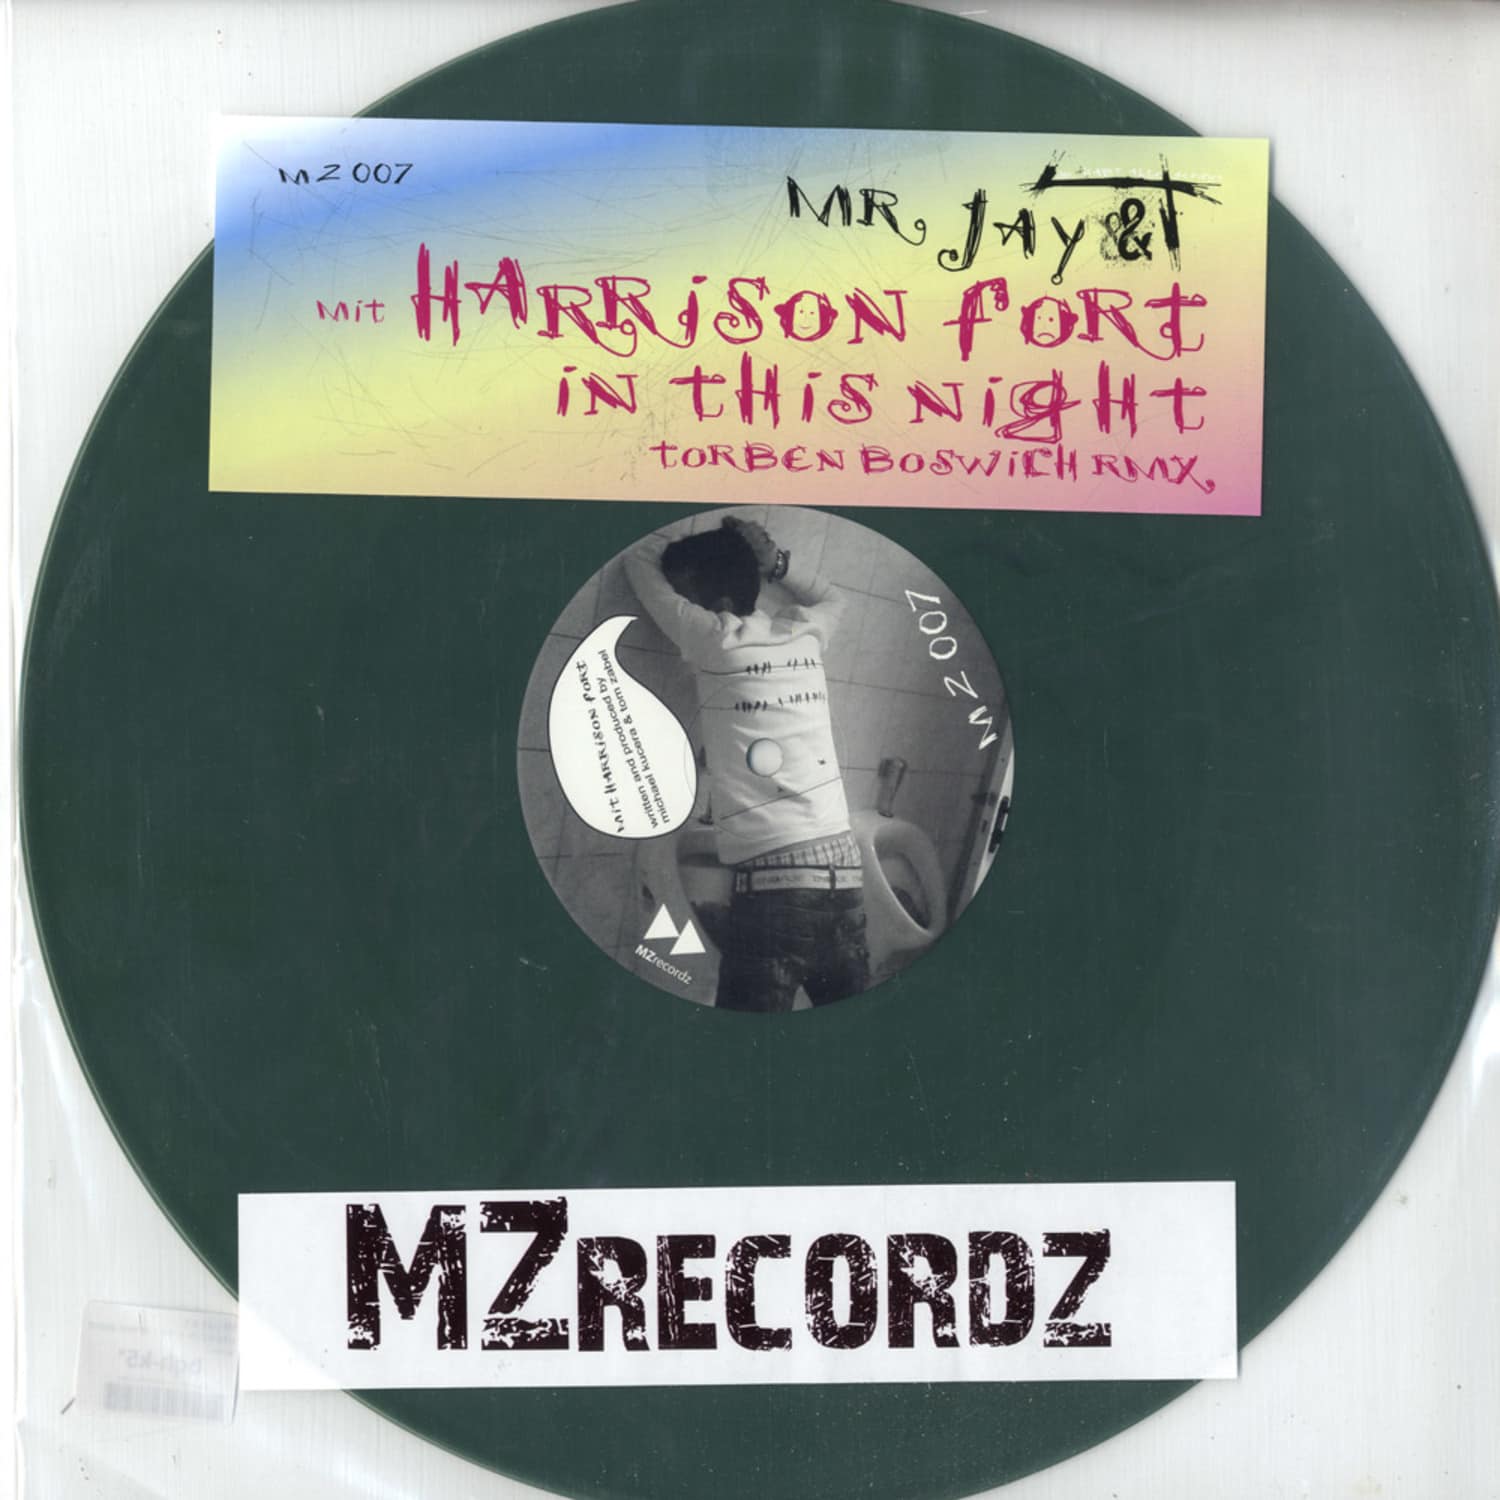 MZ 007
MR. JAY & T
Mit HARRiSON fORt
iN tHiS NigHt
tORBEN BOSWiCH RMX.
MZ 007
Mit HARRiSON fORt
written and produced by
michael kucera & tom zabel
MZrecordz
MZRECORDZ